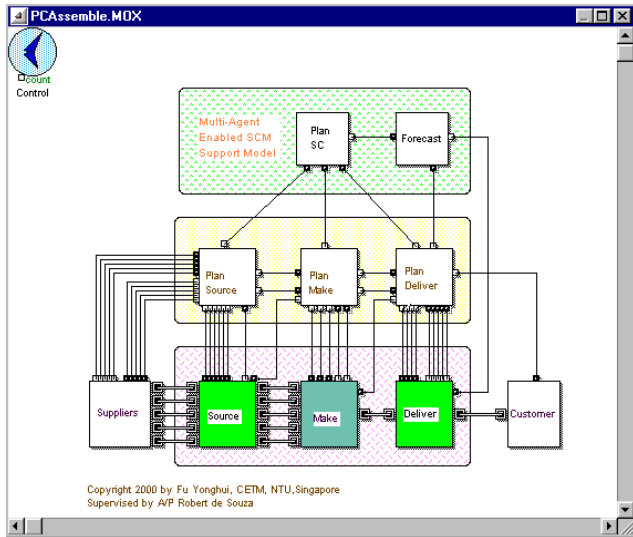 PCAssemble.MOX
count
Control
Multi-Agent
Enabled SCM
Support Model
Plan
SC
Forecast
Plan
Source
Plan
Make
Plan
Deliver
Suppliers
Source
Make
Deliver
Customer
Copyright 2000 by Fu Yonghui, CETM, NTU,Singapore
Supervised by A/P Robert de Souza